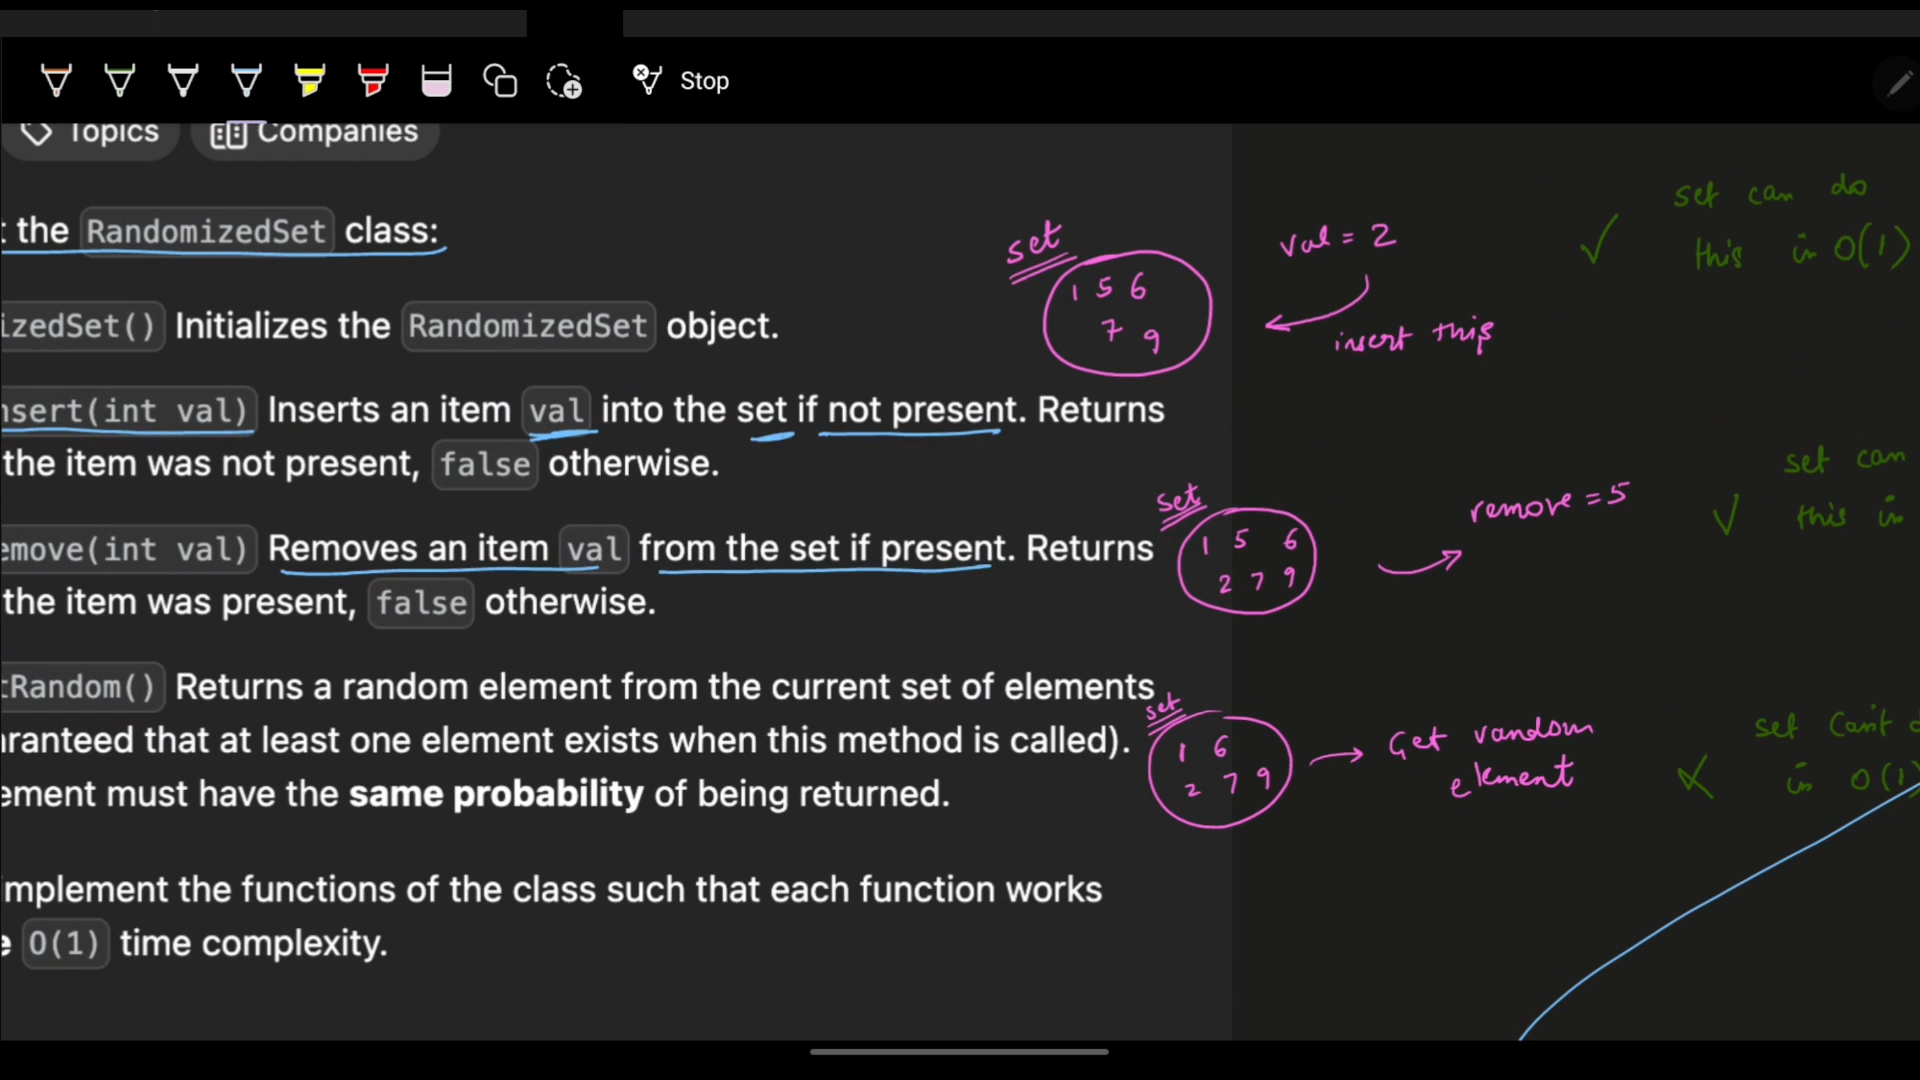 Stop
Topics Companies
the RandomizedSet class:
izedSet() Initializes the RandomizedSet object.
nsert(int val) Inserts an item val into the set if not present. Returns
the item was not present, false otherwise.
emove(int val) Removes an item val from the set if present. Returns
the item was present, false otherwise.
tRandom() Returns a random element from the current set of elements
aranteed that at least one element exists when this method is called).
ement must have the same probability of being returned.
implement the functions of the class such that each function works
e O(1) time complexity.
set
1 5 6
7 9
val = 2
insert this
set can do
this in O(1)
set
1 5 6
2 7 9
remove = 5
set can
this in
set
1 6
2 7 9
Get random
element
set Can't
in O(1)